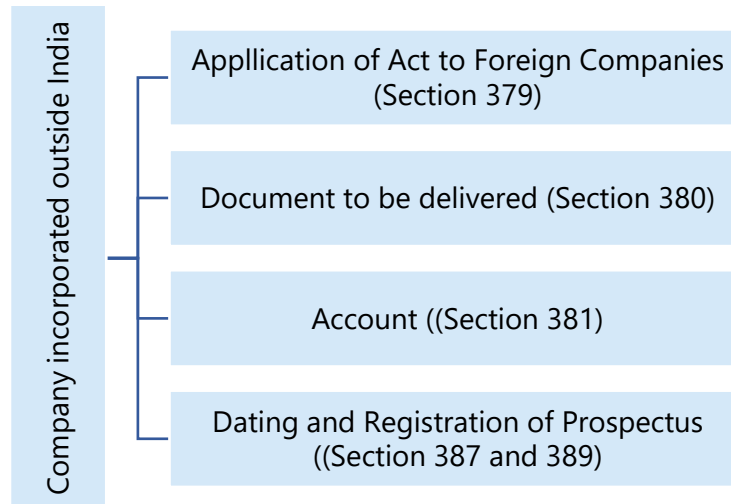 Company incorporated outside India
Appllication of Act to Foreign Companies
(Section 379)
Document to be delivered (Section 380)
Account ((Section 381)
Dating and Registration of Prospectus
((Section 387 and 389)